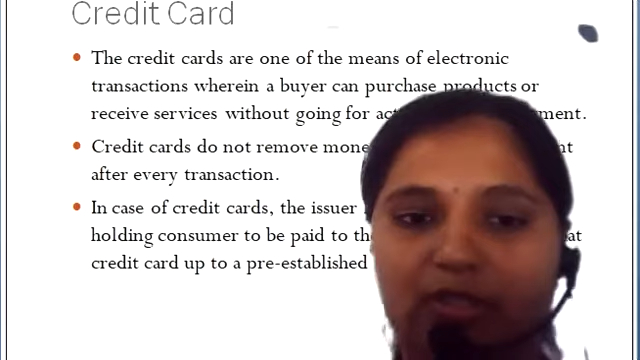 Credit Card
The credit cards are one of the means of electronic
transactions wherein a buyer can purchase products or
receive services without going for
Credit cards do not remove
after every transaction.
In case of credit cards, the issuer
holding consumer to be paid to
credit card up to a pre-established